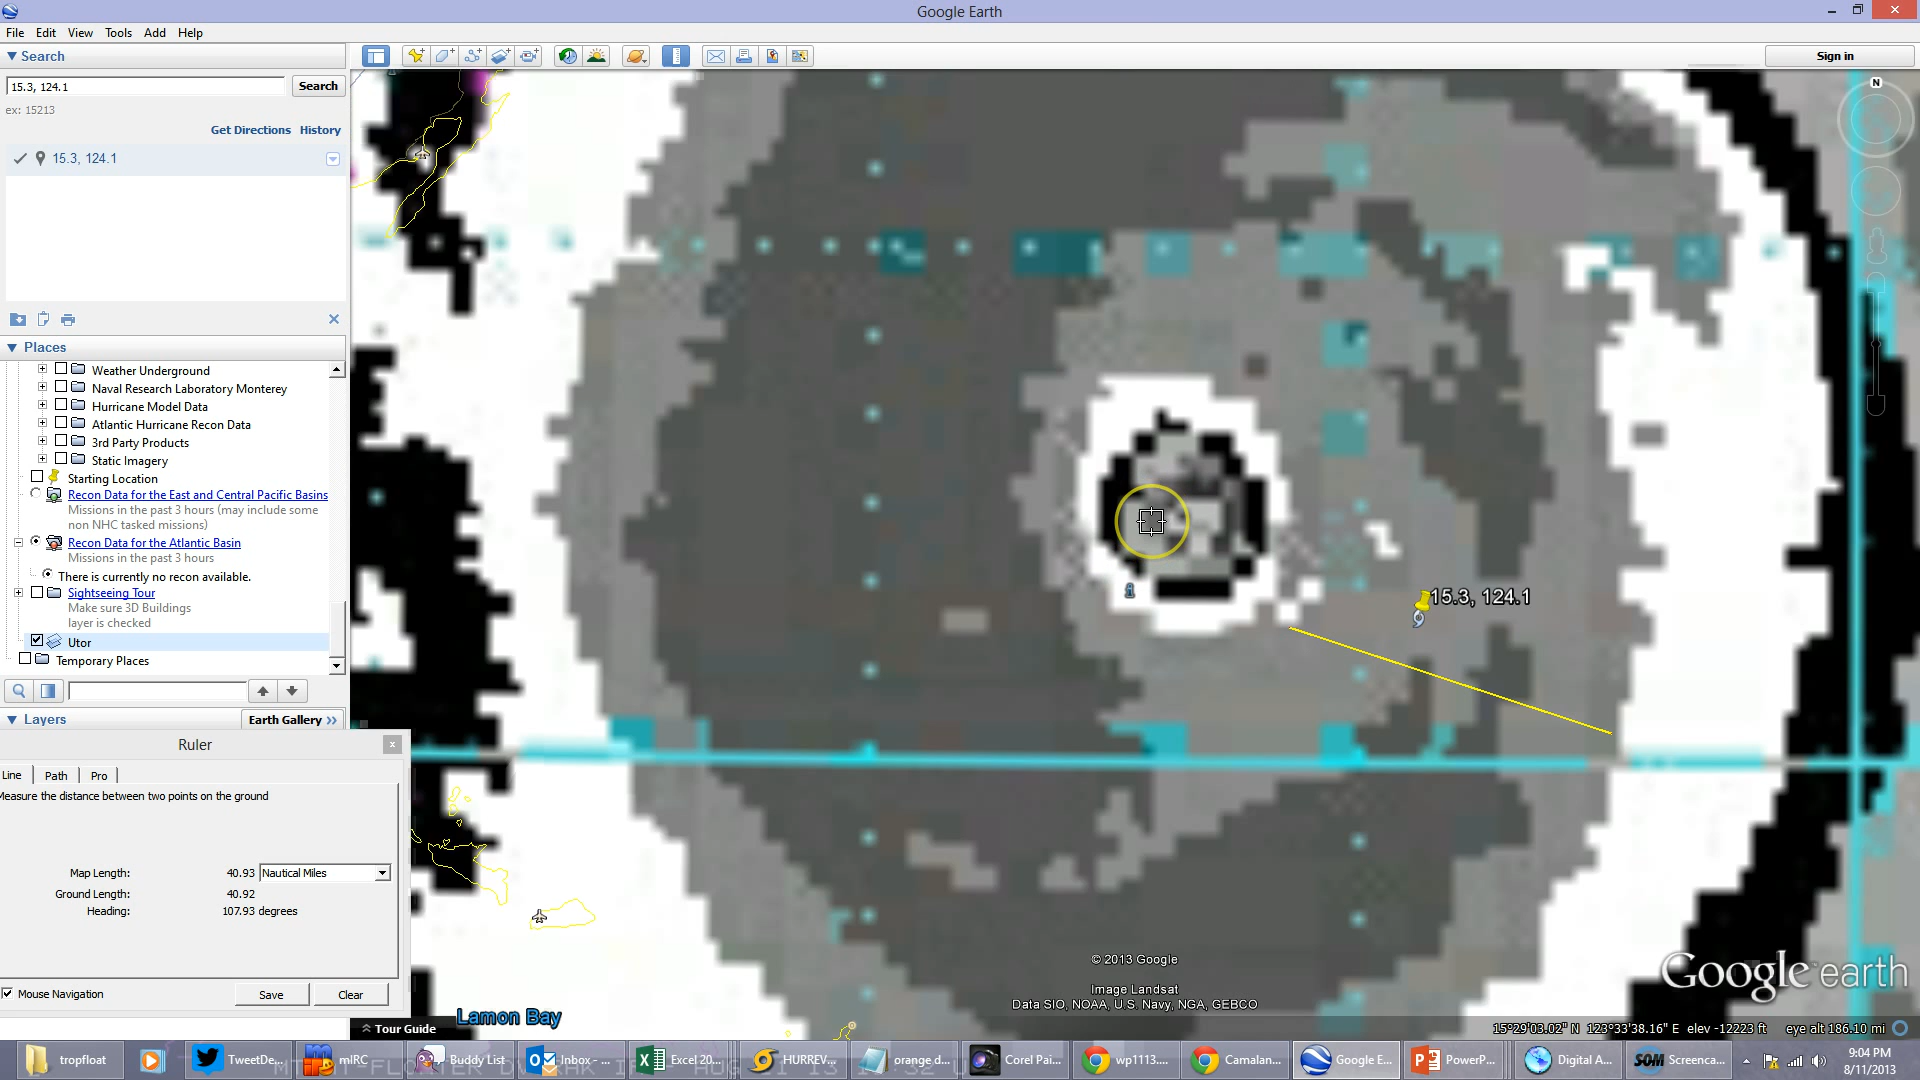 Google Earth
File Edit View Tools Add Help
Search
Sign in
15.3, 124.1
Search
ex: 15213
Get Directions History
15.3, 124.1
Places
Weather Underground
Naval Research Laboratory Monterey
Hurricane Model Data
Atlantic Hurricane Recon Data
3rd Party Products
Static Imagery
Starting Location
Recon Data for the East and Central Pacific Basins
Missions in the past 3 hours (may include some
non NHC tasked missions)
Recon Data for the Atlantic Basin
Missions in the past 3 hours
There is currently no recon available.
Sightseeing Tour
Make sure 3D Buildings
layer is checked
Utor
Temporary Places
Layers
Earth Gallery >>
Ruler
Line Path Pro
Measure the distance between two points on the ground
Map Length: 40.93 Nautical Miles
Ground Length: 40.92
Heading: 107.93 degrees
Mouse Navigation
Save
Clear
N
15.3, 124.1
Lamon Bay
© 2013 Google
Image Landsat
Data SIO, NOAA, U.S. Navy, NGA, GEBCO
Google earth
Tour Guide
15°29'03.02" N 123°33'38.16" E elev -12223 ft eye alt 186.10 mi
tropfloat
TweetDe...
mIRC
Buddy List
Inbox - ...
Excel 20...
HURREV...
orange d...
Corel Pai...
wp1113....
Camalan...
Google E...
PowerP...
Digital A...
Screenca...
9:04 PM
8/11/2013